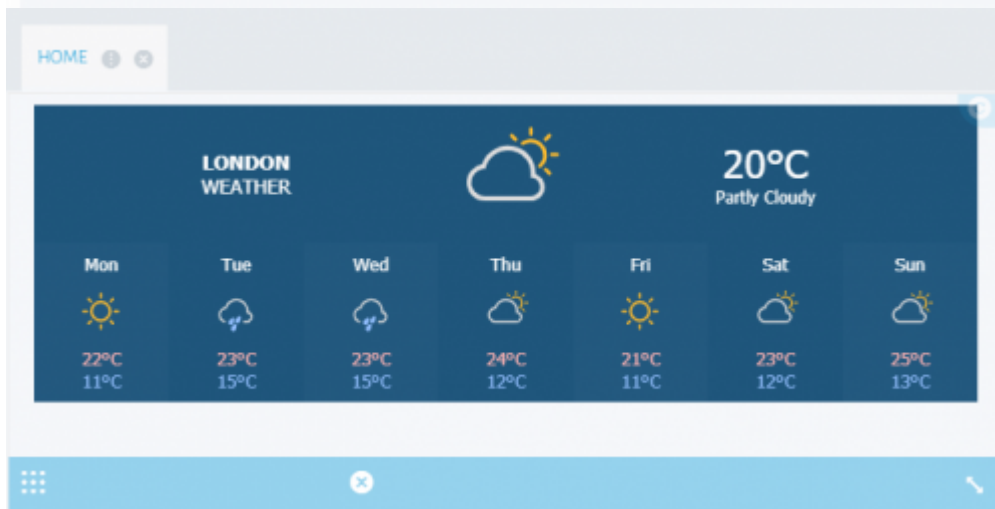 HOME
LONDON
WEATHER
20°C
Partly Cloudy
Mon Tue Wed Thu Fri Sat Sun
22°C 23°C 23°C 24°C 21°C 23°C 25°C
11°C 15°C 15°C 12°C 11°C 12°C 13°C